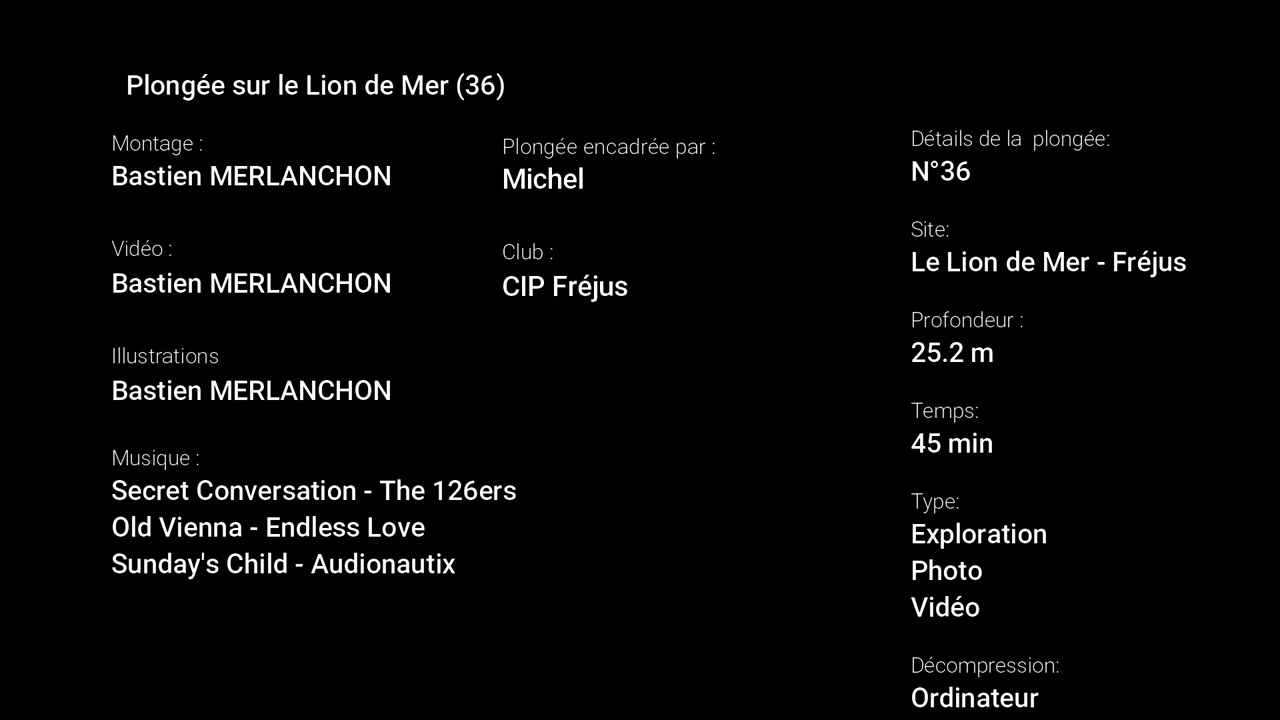 Plongée sur le Lion de Mer (36)
Montage :
Bastien MERLANCHON
Vidéo :
Bastien MERLANCHON
Illustrations
Bastien MERLANCHON
Musique :
Secret Conversation - The 126ers
Old Vienna - Endless Love
Sunday's Child - Audionautix
Plongée encadrée par :
Michel
Club :
CIP Fréjus
Détails de la  plongée:
N°36
Site:
Le Lion de Mer - Fréjus
Profondeur :
25.2 m
Temps:
45 min
Type:
Exploration
Photo
Vidéo
Décompression:
Ordinateur